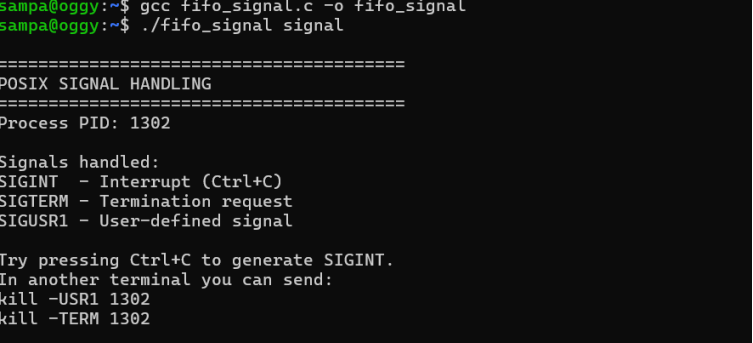 sampa@oggy:~$ gcc fifo_signal.c -o fifo_signal
sampa@oggy:~$ ./fifo_signal signal
=========================================
POSIX SIGNAL HANDLING
=========================================
Process PID: 1302
Signals handled:
SIGINT  - Interrupt (Ctrl+C)
SIGTERM - Termination request
SIGUSR1 - User-defined signal
Try pressing Ctrl+C to generate SIGINT.
In another terminal you can send:
kill -USR1 1302
kill -TERM 1302